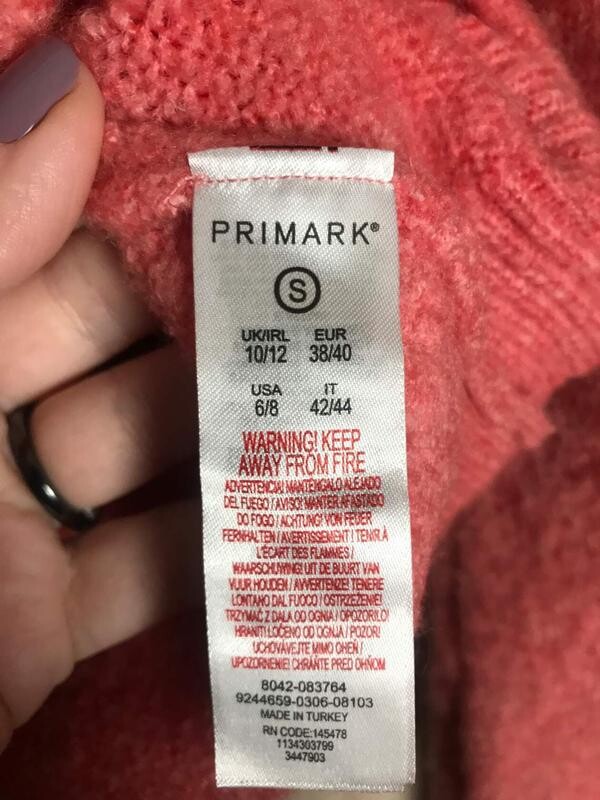 PRIMARK®
S
UK/IRL EUR
10/12 38/40
USA IT
6/8 42/44
WARNING! KEEP
AWAY FROM FIRE
ADVERTENCIA! MANTÉNGALO ALEJADO
DEL FUEGO / AVISO! MANTER AFASTADO
DO FOGO / ACHTUNG! VON FEUER
FERNHALTEN / AVERTISSEMENT ! TENIR À
L'ÉCART DES FLAMMES /
WAARSCHUWING! UIT DE BUURT VAN
VUUR HOUDEN / AVVERTENZE! TENERE
LONTANO DAL FUOCO / OSTRZEŻENIE!
TRZYMAĆ Z DALA OD OGNIA / OPOZORILO!
HRANITI LOČENO OD OGNJA / POZOR!
UCHOVÁVEJTE MIMO OHEŇ /
UPOZORNENIE! CHRÁŇTE PRED OHŇOM
8042-083764
9244659-0306-08103
MADE IN TURKEY
RN CODE:145478
1134303799
3447903